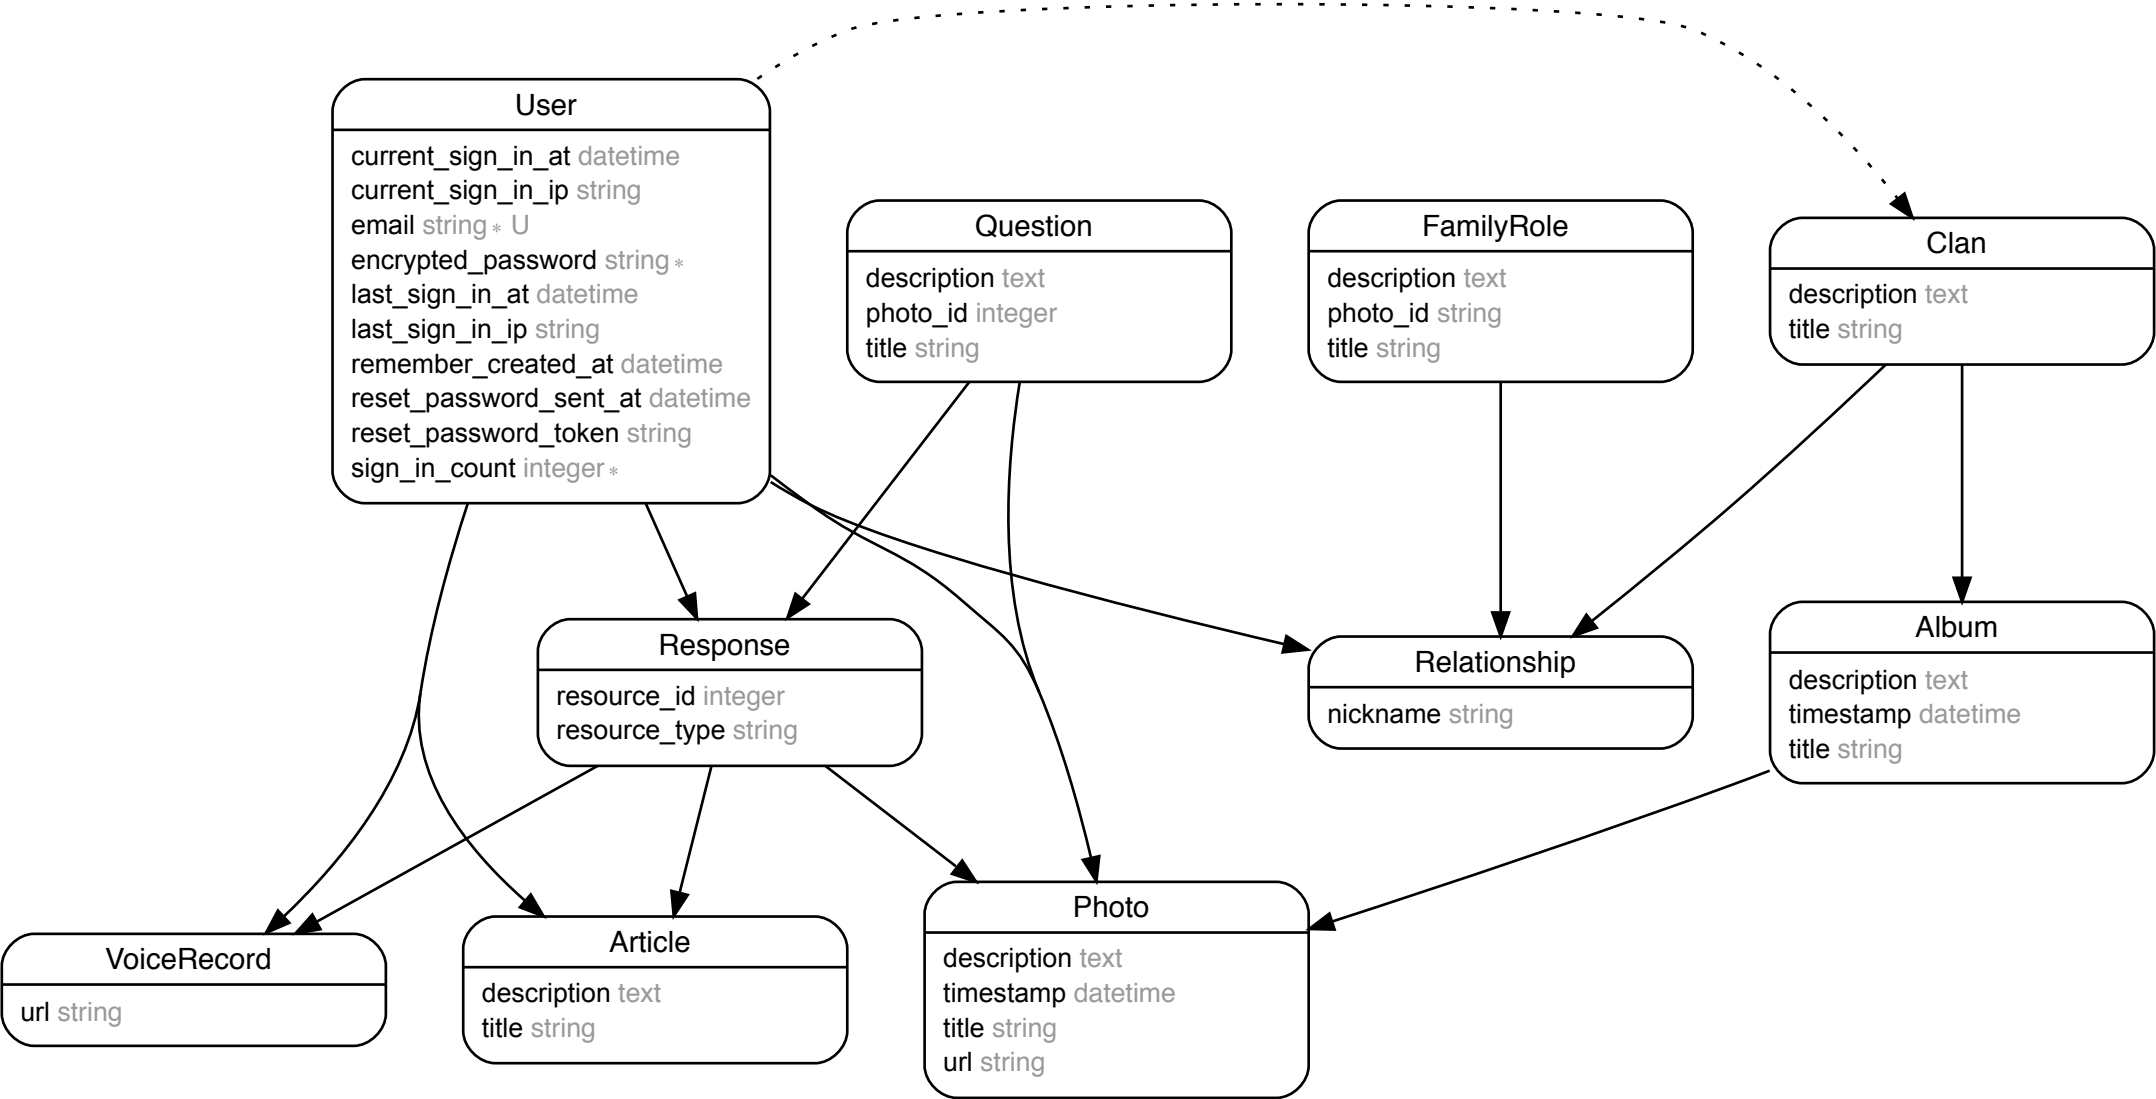 User
current_sign_in_at datetime
current_sign_in_ip string
email string* U
encrypted_password string*
last_sign_in_at datetime
last_sign_in_ip string
remember_created_at datetime
reset_password_sent_at datetime
reset_password_token string
sign_in_count integer*
Question
description text
photo_id integer
title string
FamilyRole
description text
photo_id string
title string
Clan
description text
title string
Response
resource_id integer
resource_type string
Relationship
nickname string
Album
description text
timestamp datetime
title string
VoiceRecord
url string
Article
description text
title string
Photo
description text
timestamp datetime
title string
url string